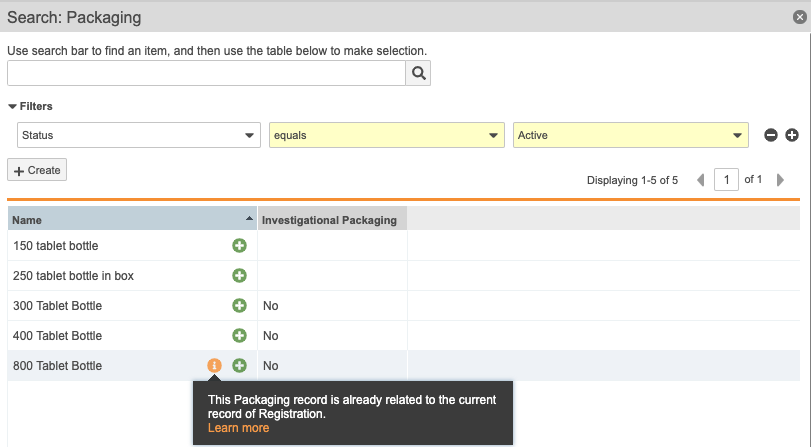 Search: Packaging
Use search bar to find an item, and then use the table below to make selection.
Filters
Status equals Active
Create
Displaying 1-5 of 5 1 of 1
Name Investigational Packaging
150 tablet bottle
250 tablet bottle in box
300 Tablet Bottle No
400 Tablet Bottle No
800 Tablet Bottle No
This Packaging record is already related to the current
record of Registration.
Learn more